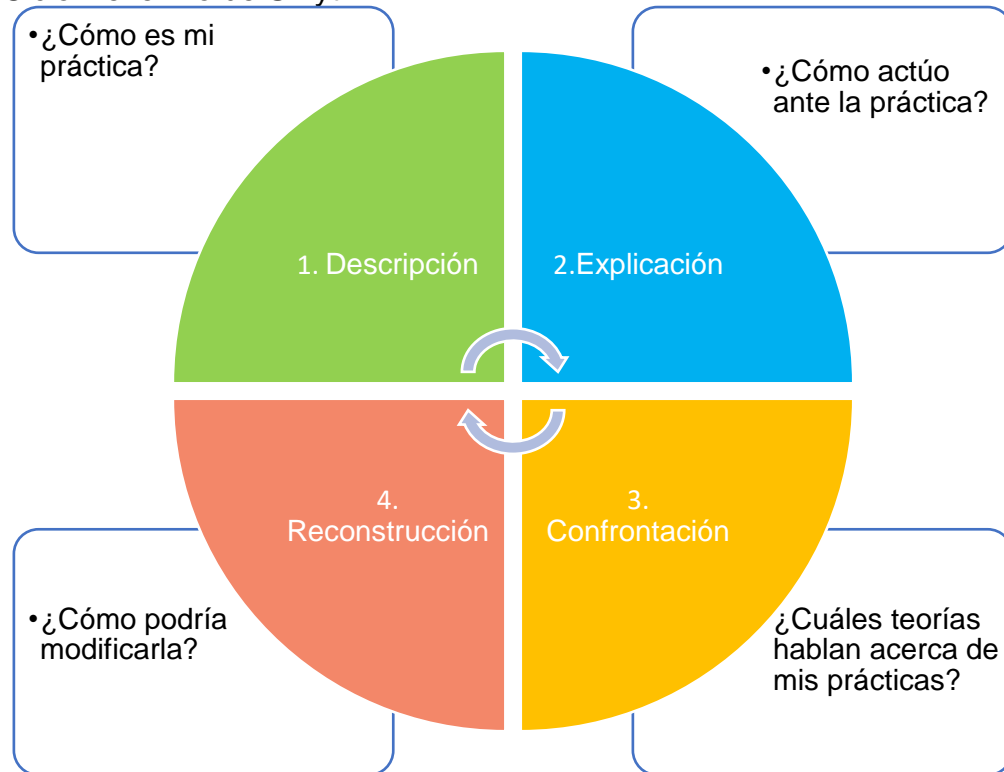 •¿Cómo es mi
práctica?
•¿Cómo actúo
ante la práctica?
1. Descripción
2.Explicación
4.
Reconstrucción
3.
Confrontación
•¿Cómo podría
modificarla?
¿Cuáles teorías
hablan acerca de
mis prácticas?